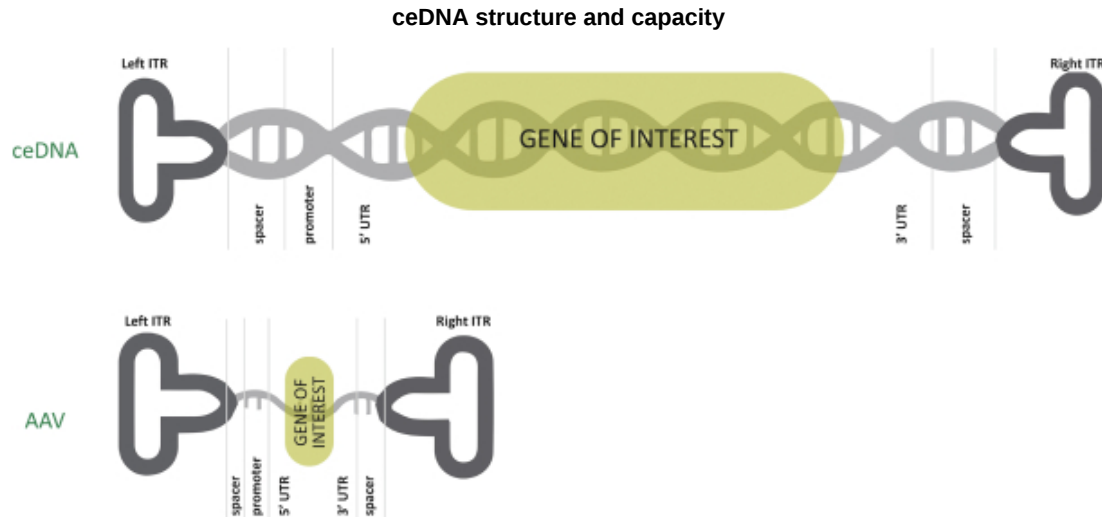 ceDNA structure and capacity
Left ITR
Right ITR
ceDNA
GENE OF INTEREST
spacer
promoter
5' UTR
3' UTR
spacer
Left ITR
Right ITR
AAV
GENE OF
INTEREST
spacer
promoter
5' UTR
3' UTR
spacer